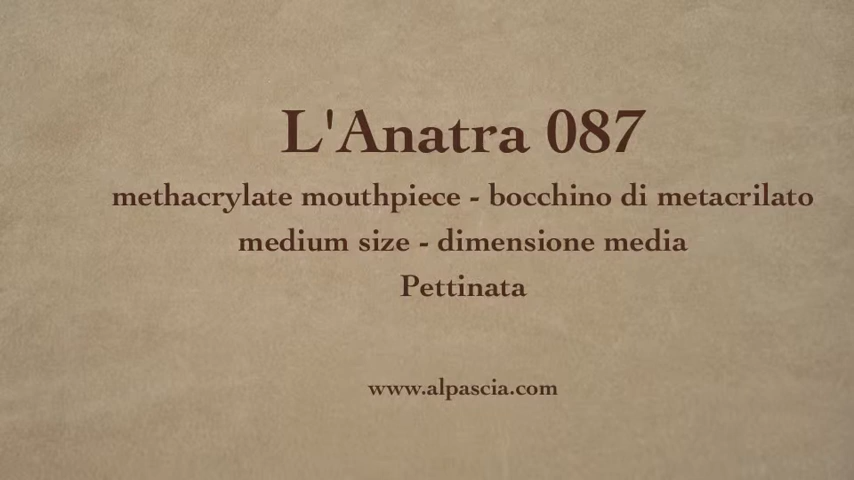 L'Anatra 087
methacrylate mouthpiece - bocchino di metacrilato
medium size - dimensione media
Pettinata
www.alpascia.com